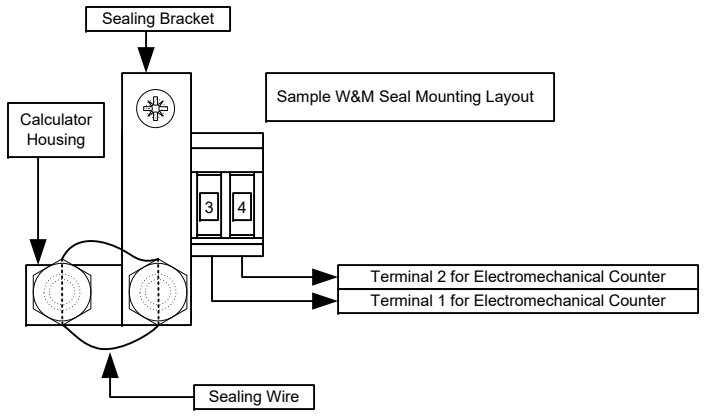 Sealing Bracket
Sample W&M Seal Mounting Layout
Calculator
Housing
3 4
Terminal 2 for Electromechanical Counter
Terminal 1 for Electromechanical Counter
Sealing Wire